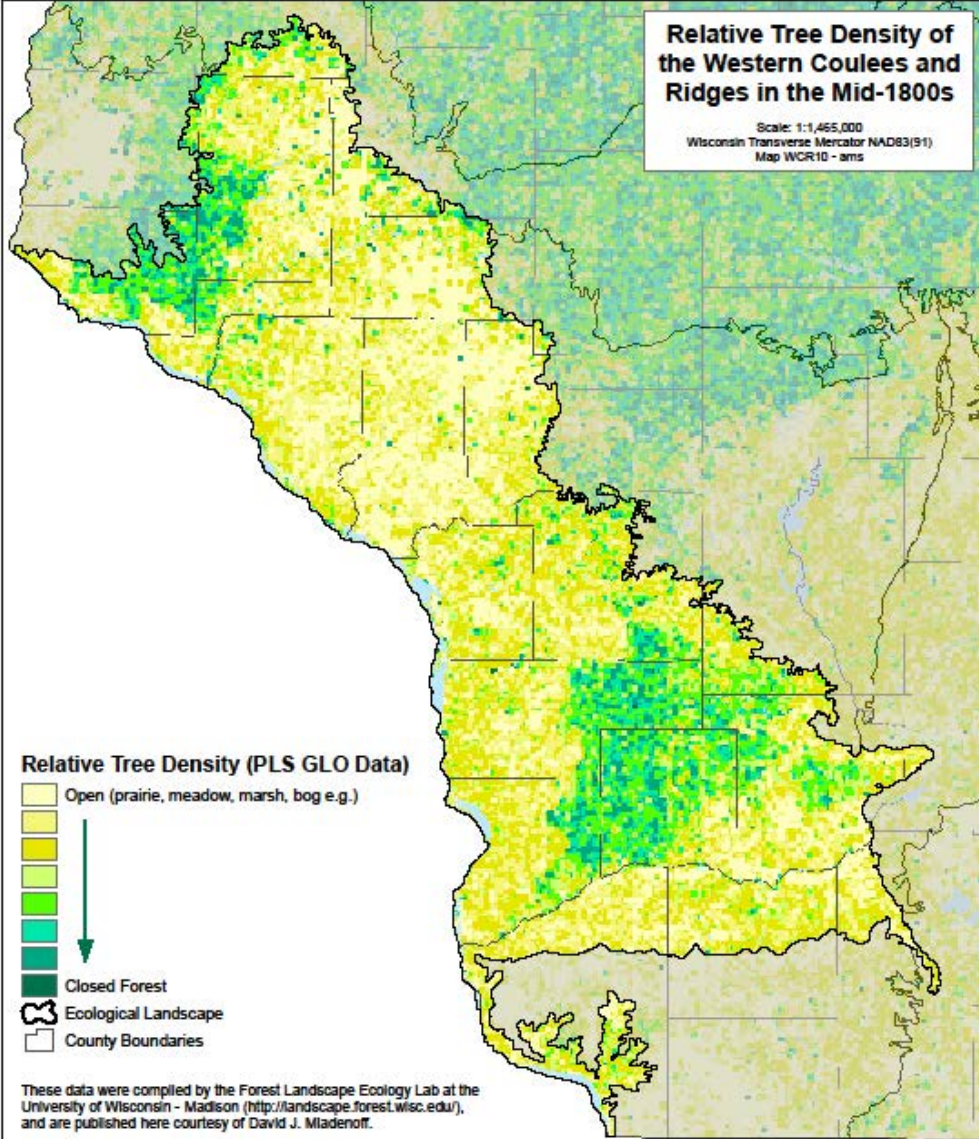 Relative Tree Density of
the Western Coulees and
Ridges in the Mid-1800s
Scale: 1:1,465,000
Wisconsin Transverse Mercator NAD83(91)
Map WCR10 - ams
Relative Tree Density (PLS GLO Data)
Open (prairie, meadow, marsh, bog e.g.)
Closed Forest
Ecological Landscape
County Boundaries
These data were compiled by the Forest Landscape Ecology Lab at the
University of Wisconsin - Madison (http://landscape.forest.wisc.edu/),
and are published here courtesy of David J. Mladenoff.